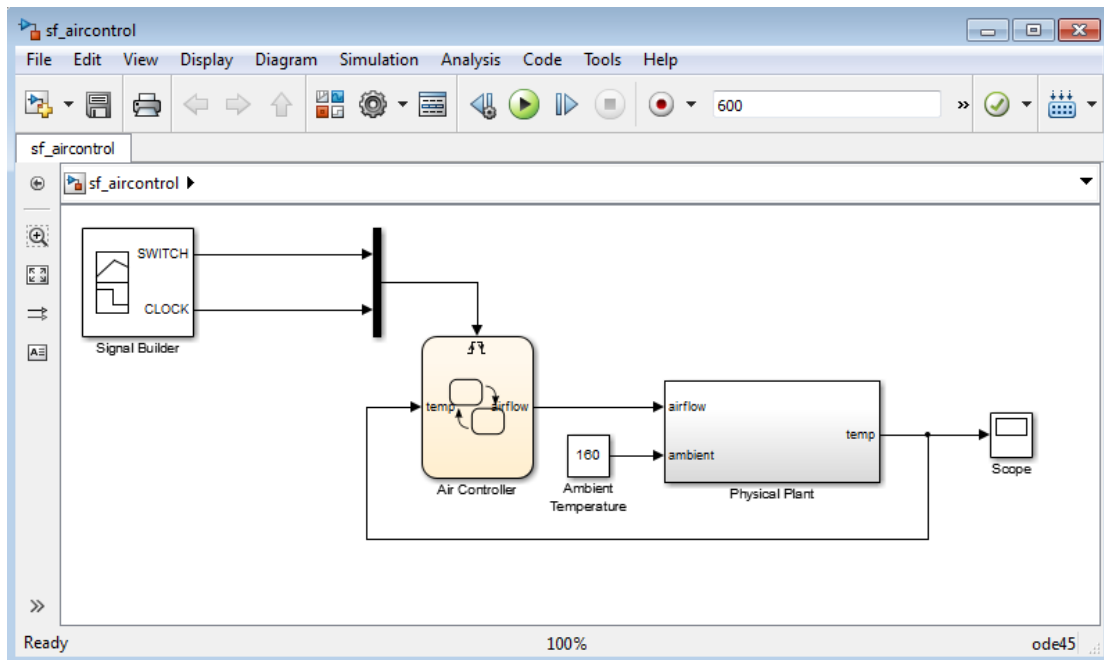 sf_aircontrol
File Edit View Display Diagram Simulation Analysis Code Tools Help
600 »
sf_aircontrol
sf_aircontrol
SWITCH
CLOCK
Signal Builder
temp airflow
Air Controller
160
Ambient
Temperature
airflow
ambient
temp
Physical Plant
Scope
Ready 100% ode45